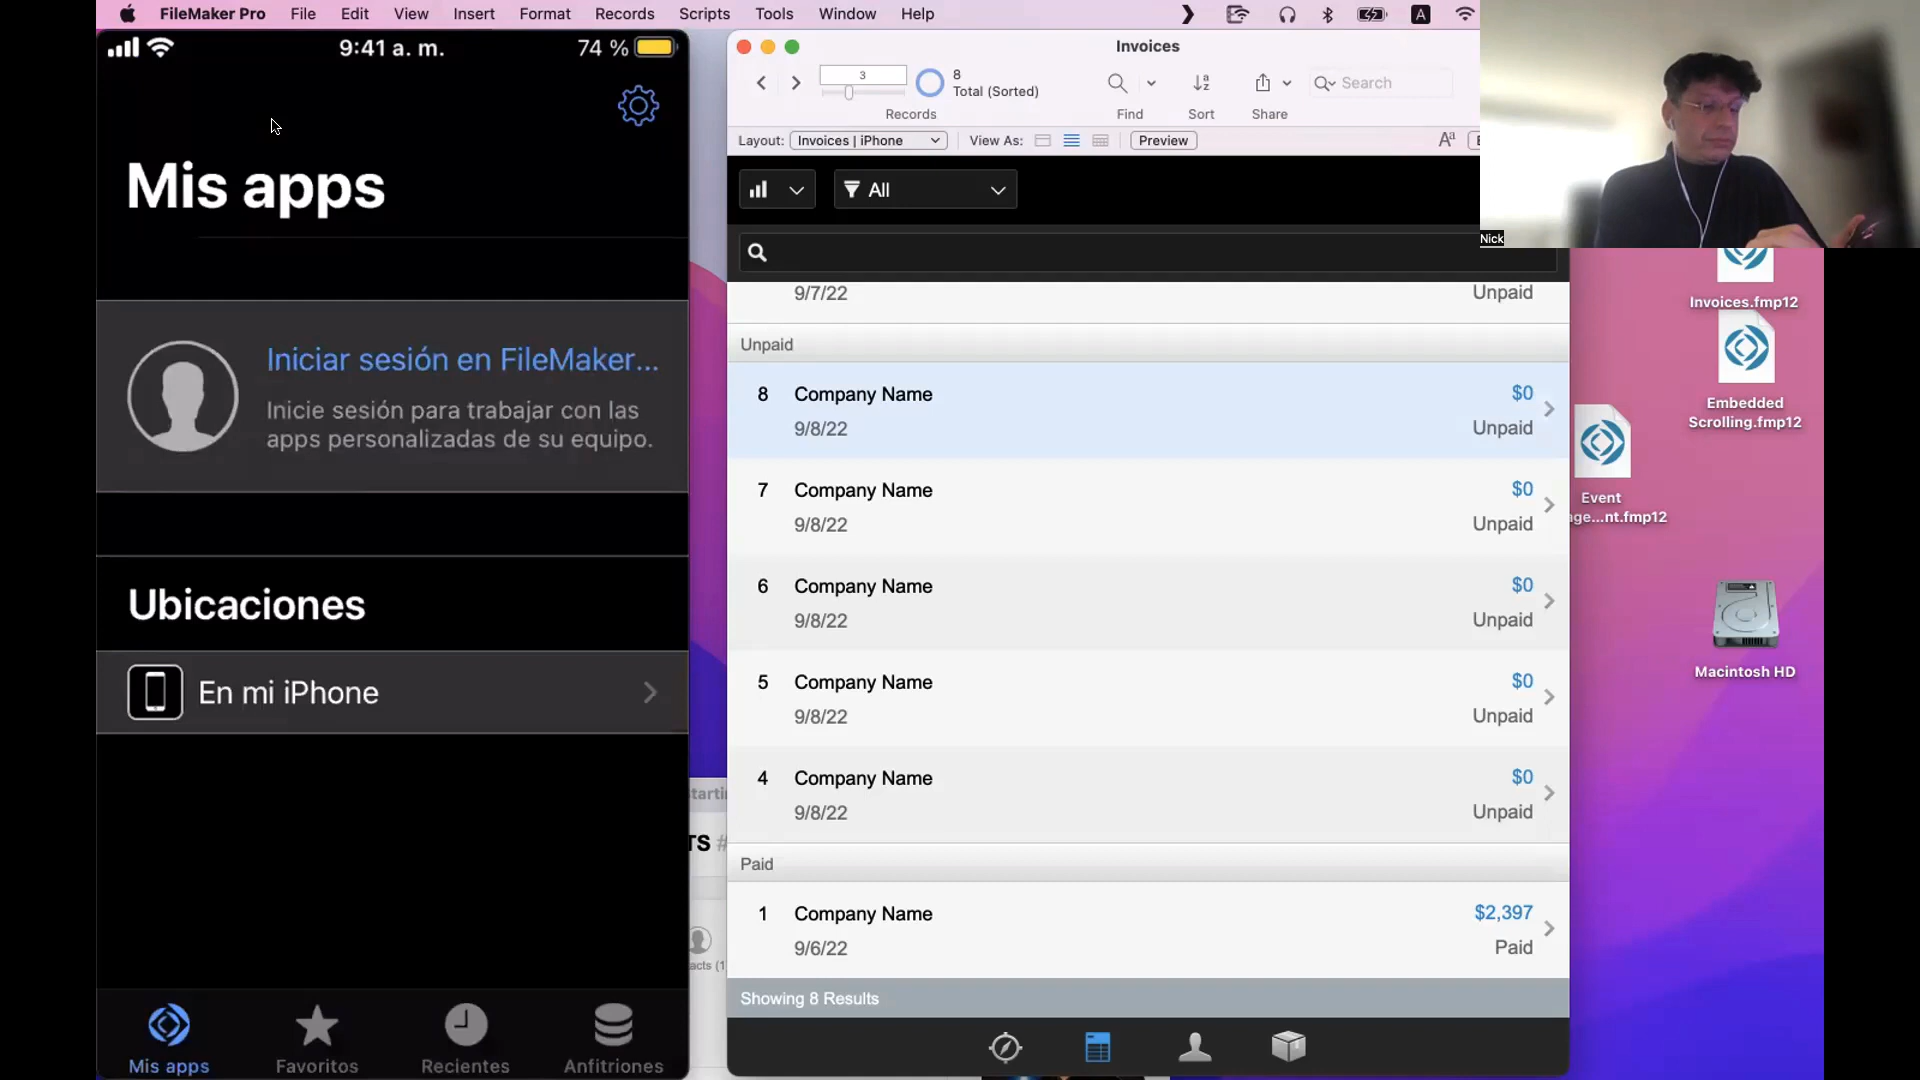 FileMaker Pro File Edit View Insert Format Records Scripts Tools Window Help A
9:41 a. m. 74 %
Mis apps
Iniciar sesión en FileMaker...
Inicie sesión para trabajar con las
apps personalizadas de su equipo.
Ubicaciones
En mi iPhone
Mis apps Favoritos Recientes Anfitriones
TS #
Invoices
3
8
Total (Sorted)
Records
Find Sort Share
Search
Layout: Invoices | iPhone View As: Preview Aa
All
9/7/22 Unpaid
Unpaid
8 Company Name $0
9/8/22 Unpaid
7 Company Name $0
9/8/22 Unpaid
6 Company Name $0
9/8/22 Unpaid
5 Company Name $0
9/8/22 Unpaid
4 Company Name $0
9/8/22 Unpaid
Paid
1 Company Name $2,397
9/6/22 Paid
Showing 8 Results
Nick
Invoices.fmp12
Embedded
Scrolling.fmp12
Event
age...nt.fmp12
Macintosh HD